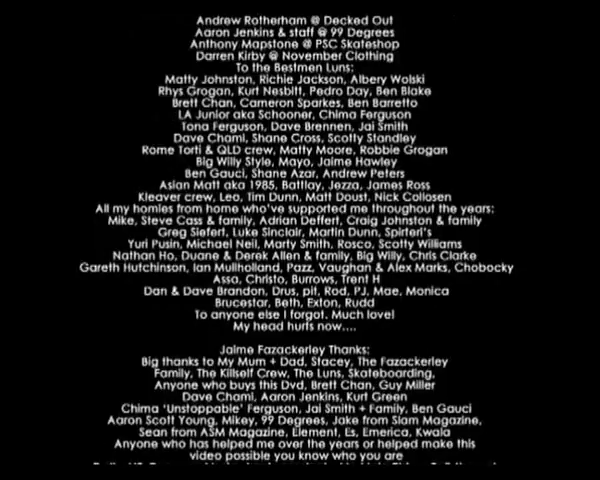 Andrew Rotherham @ Decked Out
Aaron Jenkins & staff @ 99 Degrees
Anthony Mapstone @ PSC Skateshop
Darren Kirby @ November Clothing
To the Bestmen Luns:
Matty Johnston, Richie Jackson, Albery Wolski
Rhys Grogan, Kurt Nesbitt, Pedro Day, Ben Blake
Brett Chan, Cameron Sparkes, Ben Barretto
LA Junior aka Schooner, Chima Ferguson
Tona Ferguson, Dave Brennen, Jai Smith
Dave Chami, Shane Cross, Scotty Standley
Rome Torti & QLD crew, Matty Moore, Robbie Grogan
Big Willy Style, Mayo, Jaime Hawley
Ben Gauci, Shane Azar, Andrew Peters
Asian Matt aka 1985, Battlay, Jezza, James Ross
Kleaver crew, Leo, Tim Dunn, Matt Doust, Nick Collosen
All my homies from home who've supported me throughout the years:
Mike, Steve Cass & family, Adrian Deffert, Craig Johnston & family
Greg Siefert, Luke Sinclair, Martin Dunn, Spirteri's
Yuri Pusin, Michael Neil, Marty Smith, Rosco, Scotty Williams
Nathan Ho, Duane & Derek Allen & family, Big Willy, Chris Clarke
Gareth Hutchinson, Ian Mullholland, Pazz, Vaughan & Alex Marks, Chobocky
Assa, Christo, Burrows, Trent H
Dan & Dave Brandon, Drus, pit, Rod, PJ, Mae, Monica
Brucestar, Beth, Exton, Rudd
To anyone else I forgot. Much love!
My head hurts now....
Jaime Fazackerley Thanks:
Big thanks to My Mum + Dad, Stacey, The Fazackerley
Family, The Killself Crew, The Luns, Skateboarding,
Anyone who buys this Dvd, Brett Chan, Guy Miller
Dave Chami, Aaron Jenkins, Kurt Green
Chima 'Unstoppable' Ferguson, Jai Smith + Family, Ben Gauci
Aaron Scott Young, Mikey, 99 Degrees, Jake from Slam Magazine,
Sean from ASM Magazine, Element, Es, Emerica, Kwala
Anyone who has helped me over the years or helped make this
video possible you know who you are